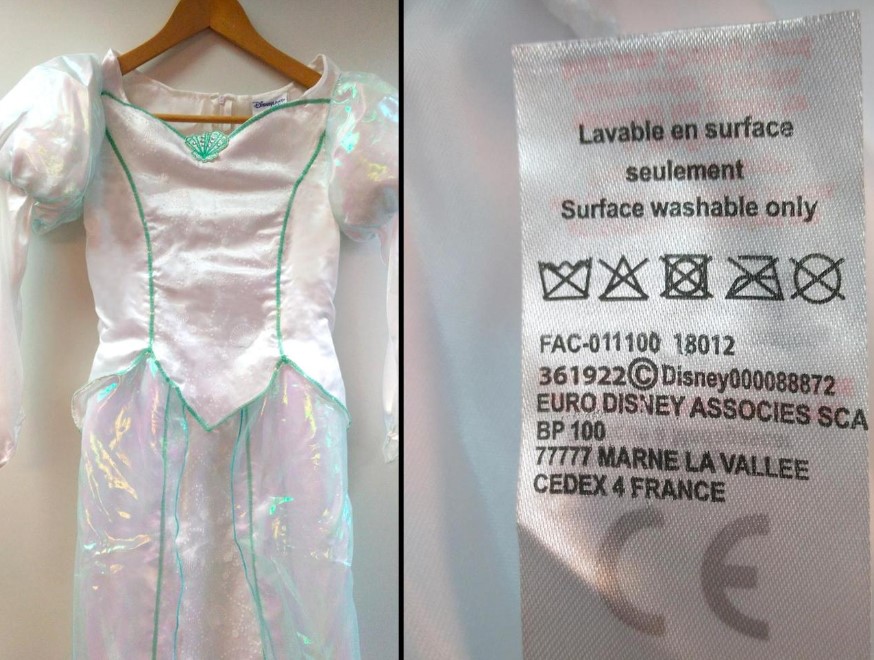 Disney
Lavable en surface
seulement
Surface washable only
FAC-011100 18012
361922©Disney000088872
EURO DISNEY ASSOCIES SCA
BP 100
77777 MARNE LA VALLEE
CEDEX 4 FRANCE
CE